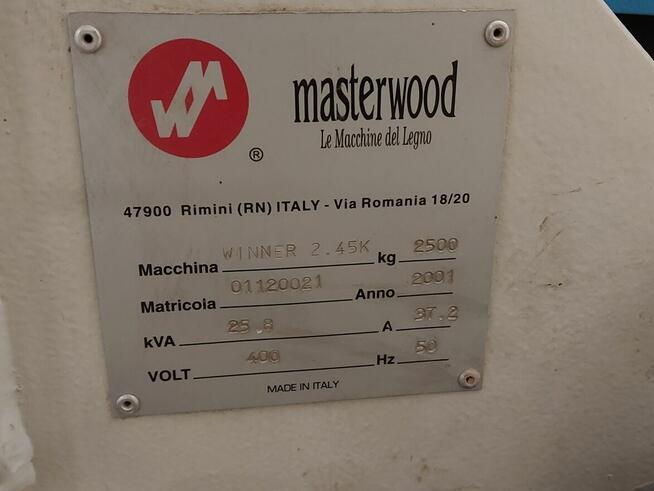 MW
®
masterwood
Le Macchine del Legno
47900 Rimini (RN) ITALY - Via Romania 18/20
Macchina WINNER 2.45K kg 2500
Matricola 01120021 Anno 2001
kVA 25.8 A 37.2
VOLT 400 Hz 50
MADE IN ITALY